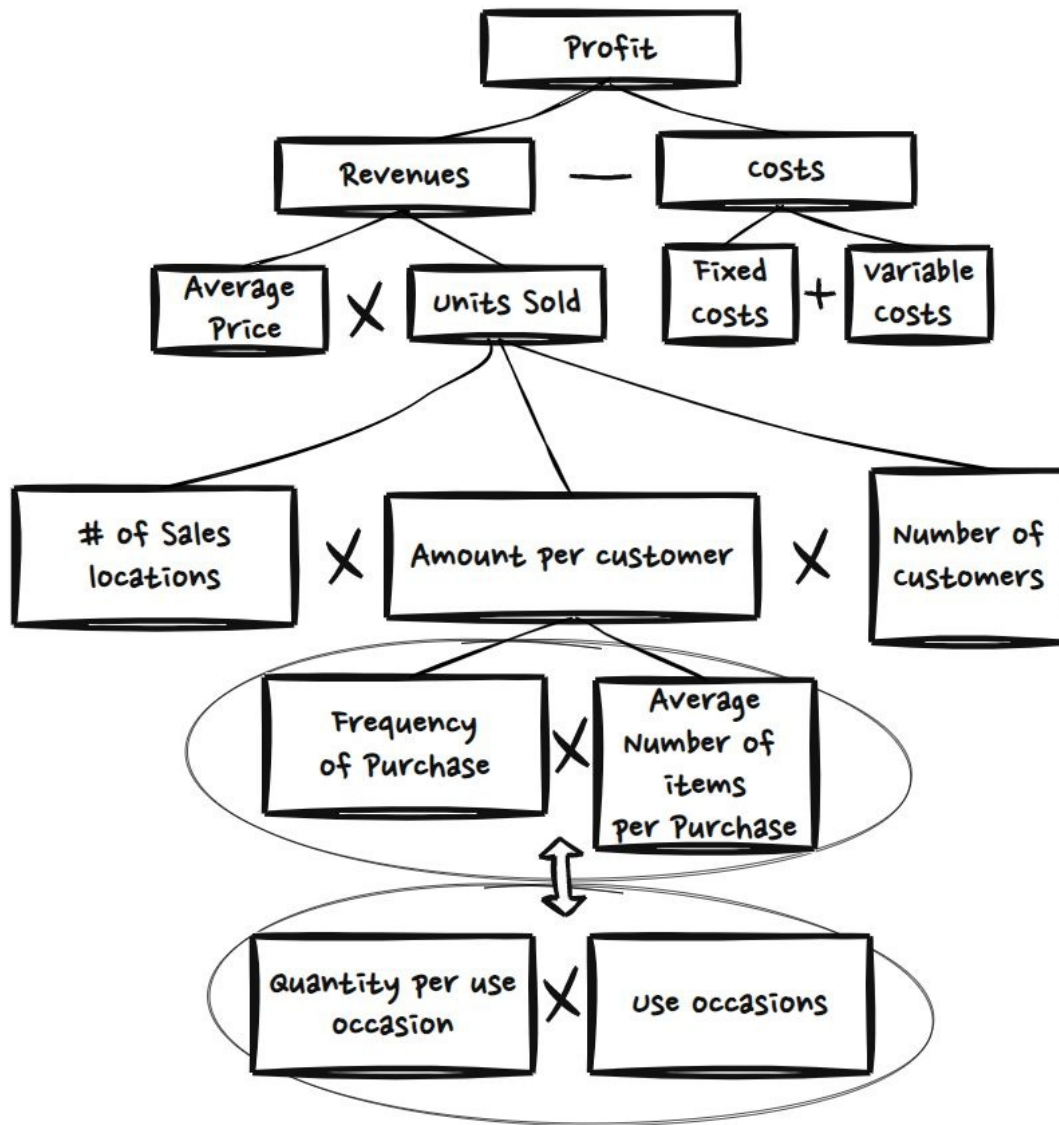 Profit
Revenues
—
costs
Average
Price
X
units Sold
Fixed
costs
+
variable
costs
# of Sales
locations
X
Amount per customer
X
Number of
customers
Frequency
of Purchase
X
Average
Number of
items
per Purchase
Quantity per use
occasion
X
use occasions